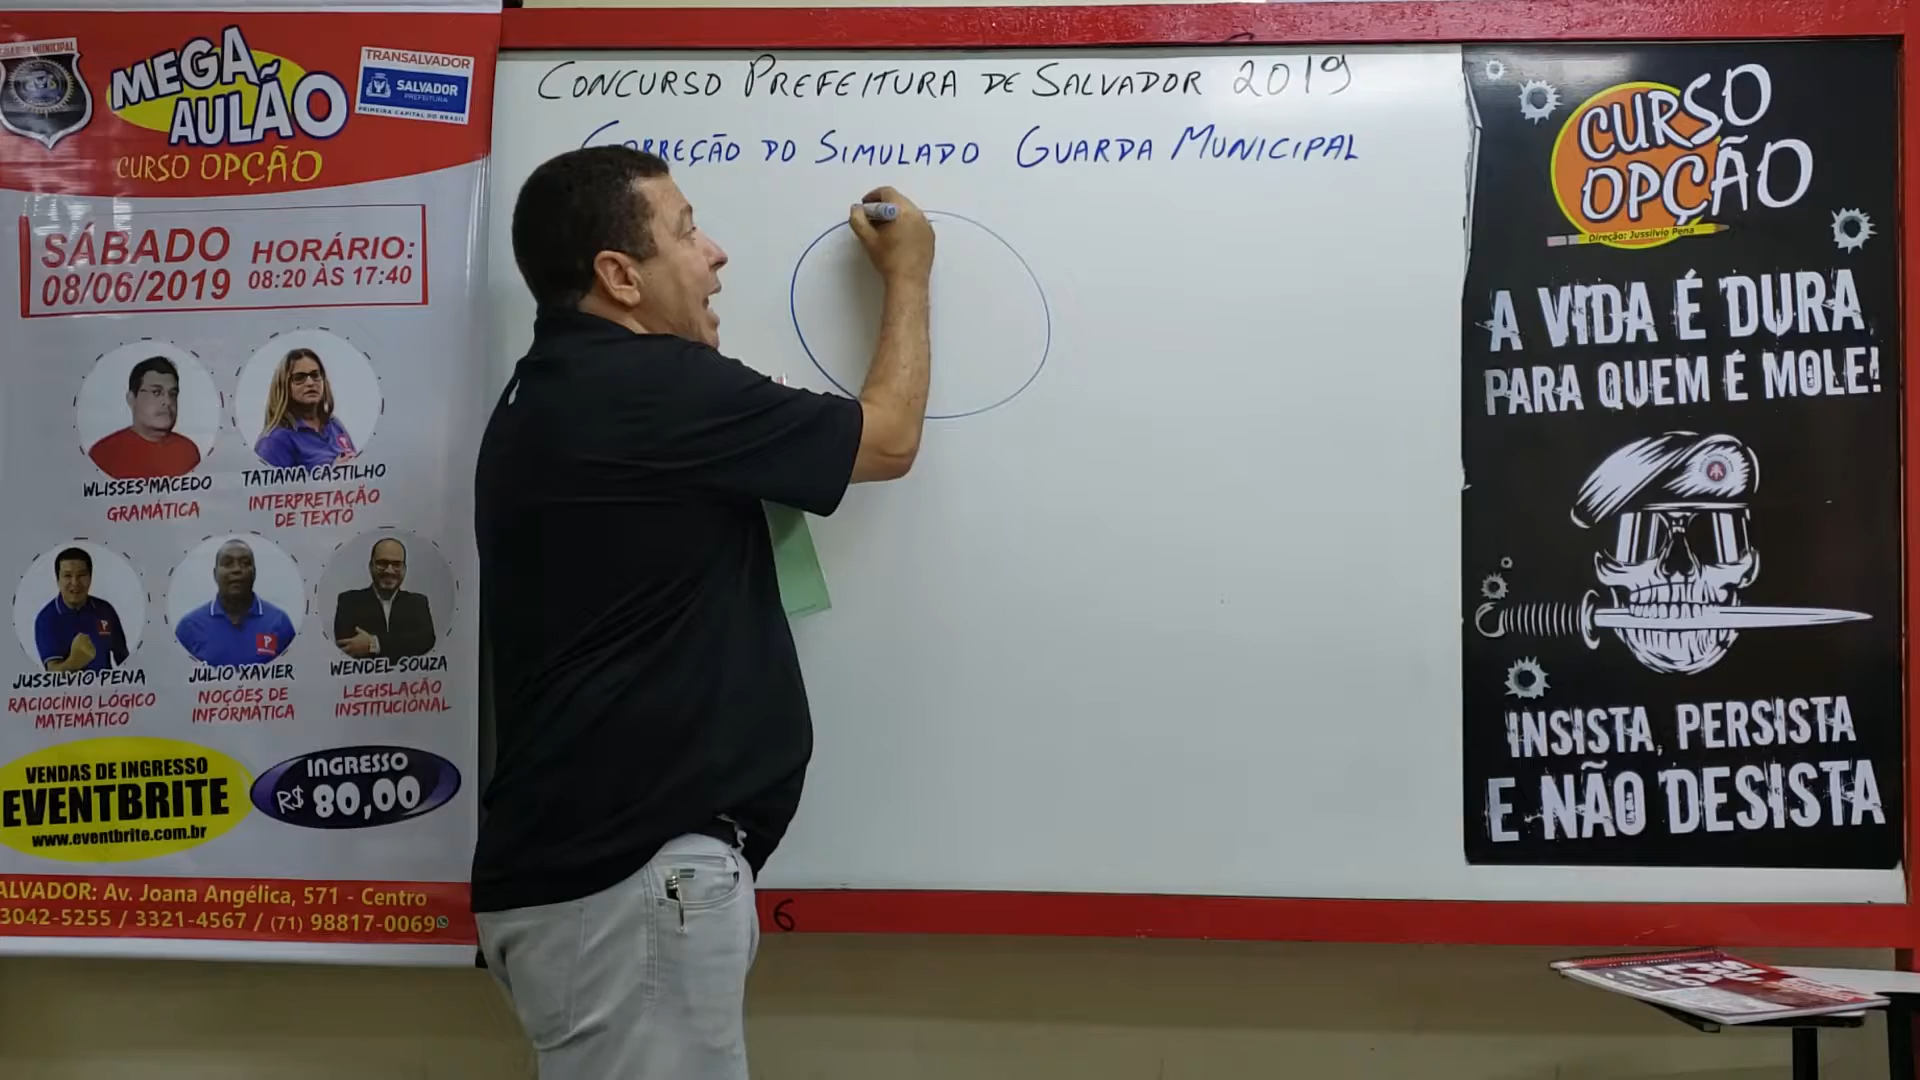 GUARDA MUNICIPAL
MEGA
AULÃO
CURSO OPÇÃO
TRANSALVADOR
SALVADOR
PREFEITURA
PRIMEIRA CAPITAL DO BRASIL
SÁBADO
08/06/2019
HORÁRIO:
08:20 ÀS 17:40
WLISSES MACEDO
GRAMÁTICA
TATIANA CASTILHO
INTERPRETAÇÃO
DE TEXTO
JUSSILVIO PENA
RACIOCÍNIO LÓGICO
MATEMÁTICO
JÚLIO XAVIER
NOÇÕES DE
INFORMÁTICA
WENDEL SOUZA
LEGISLAÇÃO
INSTITUCIONAL
VENDAS DE INGRESSO
EVENTBRITE
www.eventbrite.com.br
INGRESSO
R$ 80,00
ALVADOR: Av. Joana Angélica, 571 - Centro
3042-5255 / 3321-4567 / (71) 98817-0069
CONCURSO PREFEITURA DE SALVADOR 2019
CORREÇÃO DO SIMULADO GUARDA MUNICIPAL
6
CURSO
OPÇÃO
Direção: Jussilvio Pena
A VIDA É DURA
PARA QUEM É MOLE!
INSISTA, PERSISTA
E NÃO DESISTA